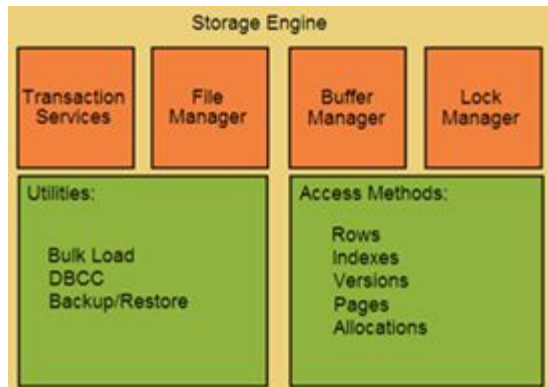 Storage Engine
Transaction
Services
File
Manager
Buffer
Manager
Lock
Manager
Utilities:
Bulk Load
DBCC
Backup/Restore
Access Methods:
Rows
Indexes
Versions
Pages
Allocations